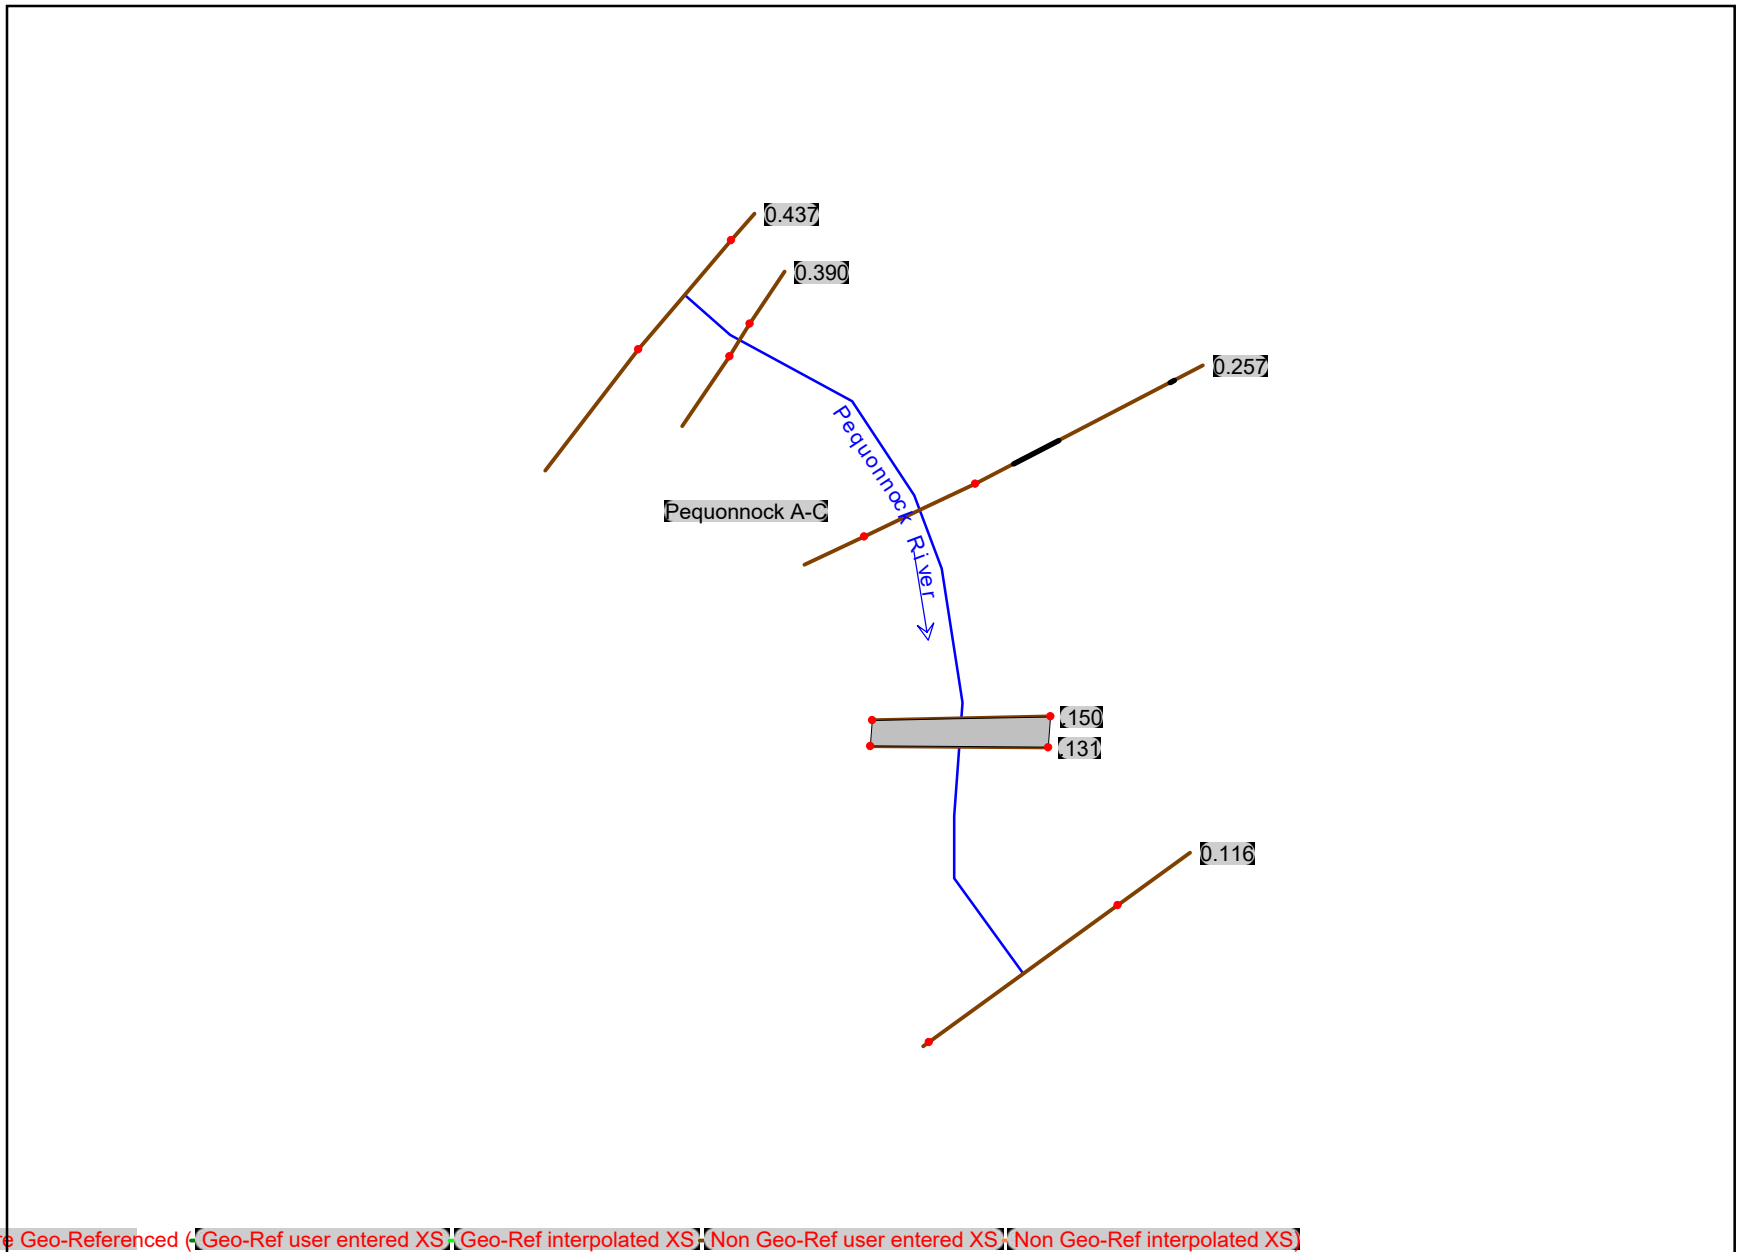 0.437
0.390
0.257
Pequonnock River
Pequonnock A-C
.150
.131
0.116
Geo-Referenced ( Geo-Ref user entered XS Geo-Ref interpolated XS Non Geo-Ref user entered XS Non Geo-Ref interpolated XS)